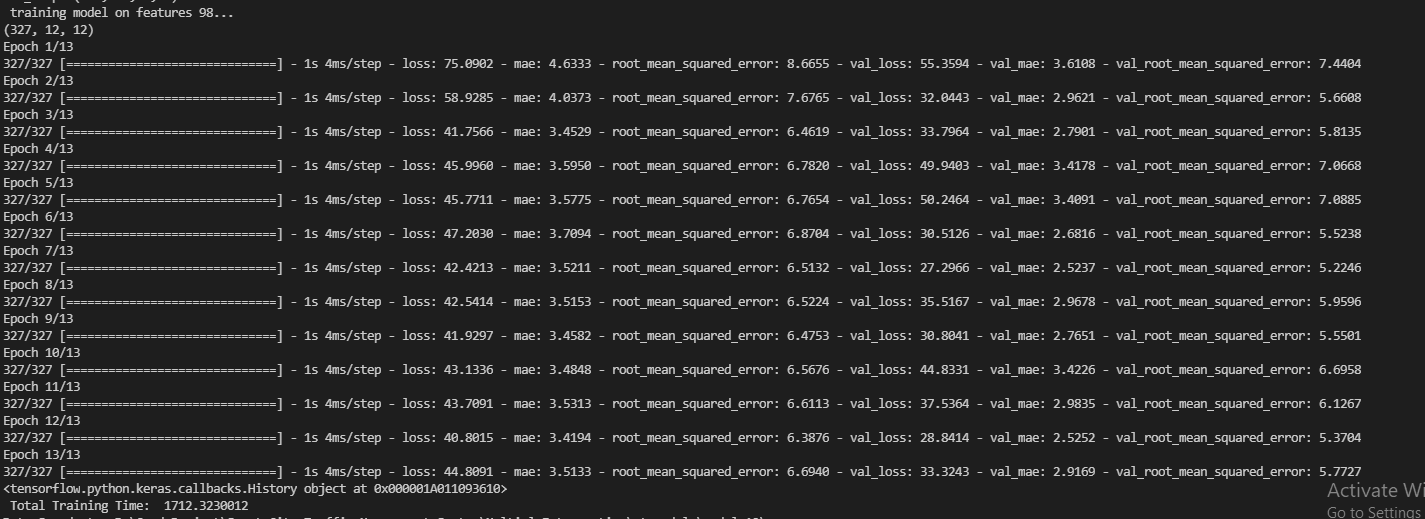 training model on features 98...
(327, 12, 12)
Epoch 1/13
327/327 [==============================] - 1s 4ms/step - loss: 75.0902 - mae: 4.6333 - root_mean_squared_error: 8.6655 - val_loss: 55.3594 - val_mae: 3.6108 - val_root_mean_squared_error: 7.4404
Epoch 2/13
327/327 [==============================] - 1s 4ms/step - loss: 58.9285 - mae: 4.0373 - root_mean_squared_error: 7.6765 - val_loss: 32.0443 - val_mae: 2.9621 - val_root_mean_squared_error: 5.6608
Epoch 3/13
327/327 [==============================] - 1s 4ms/step - loss: 41.7566 - mae: 3.4529 - root_mean_squared_error: 6.4619 - val_loss: 33.7964 - val_mae: 2.7901 - val_root_mean_squared_error: 5.8135
Epoch 4/13
327/327 [==============================] - 1s 4ms/step - loss: 45.9960 - mae: 3.5950 - root_mean_squared_error: 6.7820 - val_loss: 49.9403 - val_mae: 3.4178 - val_root_mean_squared_error: 7.0668
Epoch 5/13
327/327 [==============================] - 1s 4ms/step - loss: 45.7711 - mae: 3.5775 - root_mean_squared_error: 6.7654 - val_loss: 50.2464 - val_mae: 3.4091 - val_root_mean_squared_error: 7.0885
Epoch 6/13
327/327 [==============================] - 1s 4ms/step - loss: 47.2030 - mae: 3.7094 - root_mean_squared_error: 6.8704 - val_loss: 30.5126 - val_mae: 2.6816 - val_root_mean_squared_error: 5.5238
Epoch 7/13
327/327 [==============================] - 1s 4ms/step - loss: 42.4213 - mae: 3.5211 - root_mean_squared_error: 6.5132 - val_loss: 27.2966 - val_mae: 2.5237 - val_root_mean_squared_error: 5.2246
Epoch 8/13
327/327 [==============================] - 1s 4ms/step - loss: 42.5414 - mae: 3.5153 - root_mean_squared_error: 6.5224 - val_loss: 35.5167 - val_mae: 2.9678 - val_root_mean_squared_error: 5.9596
Epoch 9/13
327/327 [==============================] - 1s 4ms/step - loss: 41.9297 - mae: 3.4582 - root_mean_squared_error: 6.4753 - val_loss: 30.8041 - val_mae: 2.7651 - val_root_mean_squared_error: 5.5501
Epoch 10/13
327/327 [==============================] - 1s 4ms/step - loss: 43.1336 - mae: 3.4848 - root_mean_squared_error: 6.5676 - val_loss: 44.8331 - val_mae: 3.4226 - val_root_mean_squared_error: 6.6958
Epoch 11/13
327/327 [==============================] - 1s 4ms/step - loss: 43.7091 - mae: 3.5313 - root_mean_squared_error: 6.6113 - val_loss: 37.5364 - val_mae: 2.9835 - val_root_mean_squared_error: 6.1267
Epoch 12/13
327/327 [==============================] - 1s 4ms/step - loss: 40.8015 - mae: 3.4194 - root_mean_squared_error: 6.3876 - val_loss: 28.8414 - val_mae: 2.5252 - val_root_mean_squared_error: 5.3704
Epoch 13/13
327/327 [==============================] - 1s 4ms/step - loss: 44.8091 - mae: 3.5133 - root_mean_squared_error: 6.6940 - val_loss: 33.3243 - val_mae: 2.9169 - val_root_mean_squared_error: 5.7727
<tensorflow.python.keras.callbacks.History object at 0x000001A011093610>
Total Training Time:  1712.3230012
Activate Wi
Go to Settings